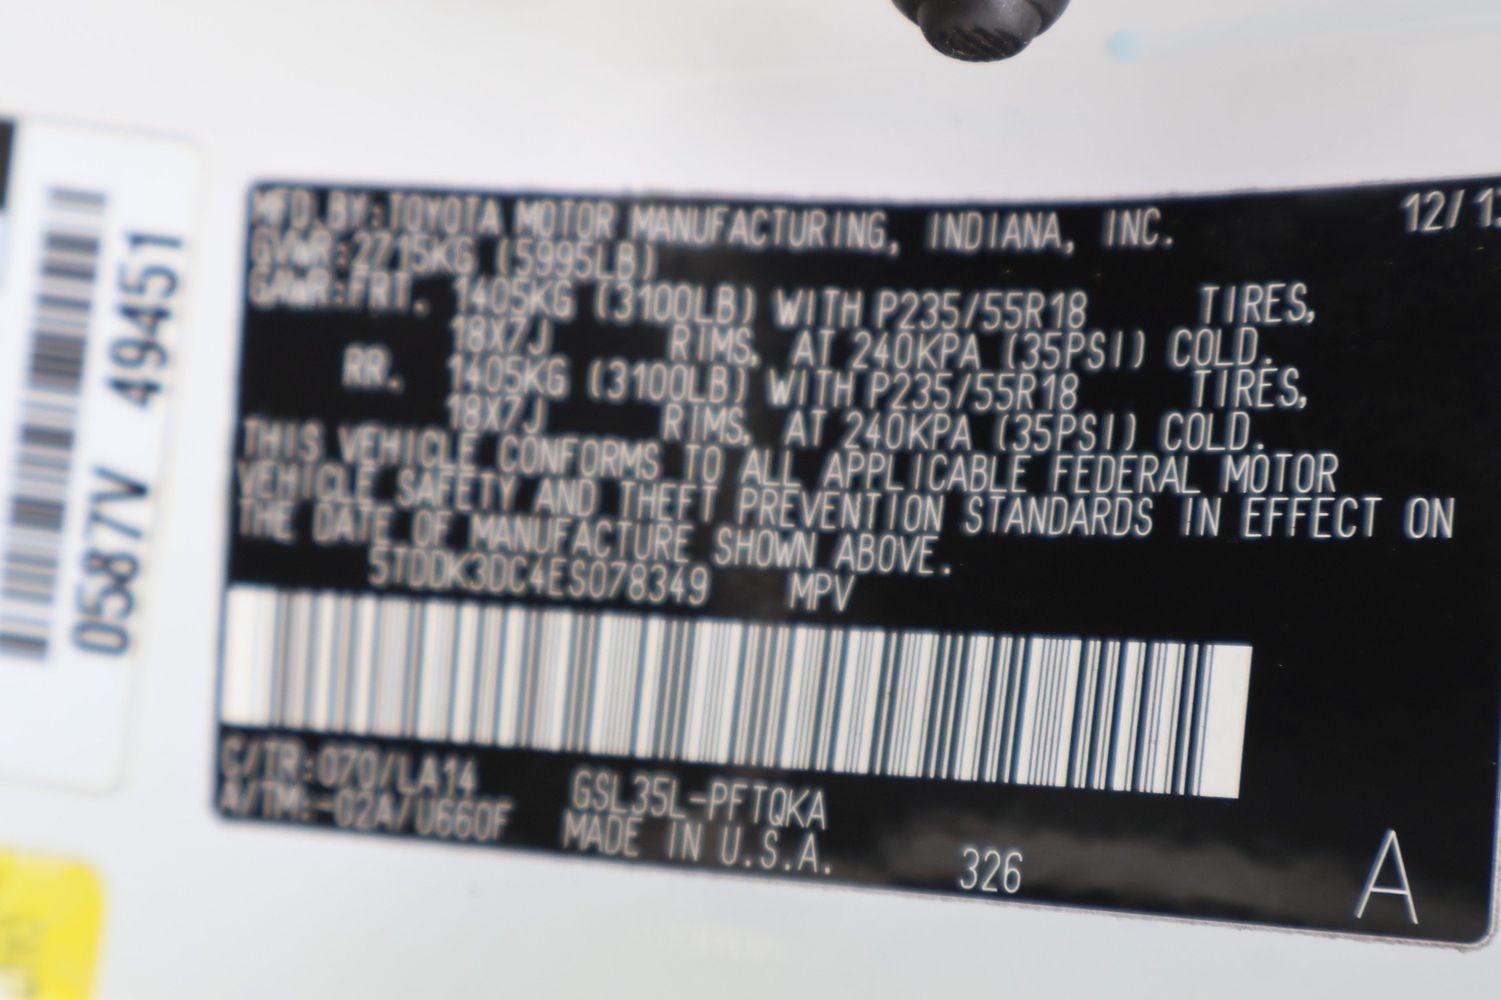 MFD.BY:TOYOTA MOTOR MANUFACTURING, INDIANA, INC. 12/13
GVWR:2715KG (5995LB)
GAWR:FRT. 1405KG (3100LB) WITH P235/55R18 TIRES,
18X7J RIMS, AT 240KPA (35PSI) COLD.
RR. 1405KG (3100LB) WITH P235/55R18 TIRES,
18X7J RIMS, AT 240KPA (35PSI) COLD.
THIS VEHICLE CONFORMS TO ALL APPLICABLE FEDERAL MOTOR
VEHICLE SAFETY AND THEFT PREVENTION STANDARDS IN EFFECT ON
THE DATE OF MANUFACTURE SHOWN ABOVE.
5TDDK3DC4ES078349 MPV
C/TR:070/LA14 GSL35L-PFTQKA
A/TM:-02A/U660F MADE IN U.S.A.
326
A
0587V 49451